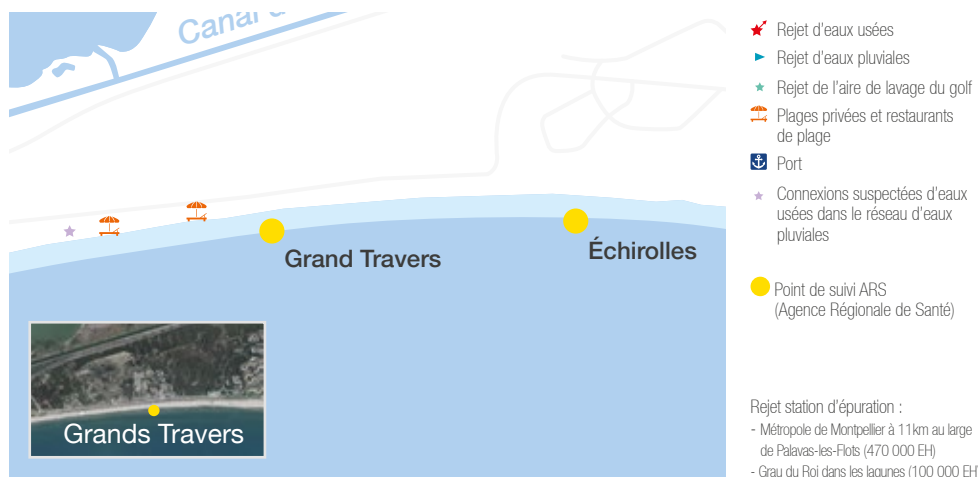 Canal
Grand Travers
Échirolles
Grands Travers
Rejet d'eaux usées
Rejet d'eaux pluviales
Rejet de l'aire de lavage du golf
Plages privées et restaurants
de plage
Port
Connexions suspectées d'eaux
usées dans le réseau d'eaux
pluviales
Point de suivi ARS
(Agence Régionale de Santé)
Rejet station d'épuration :
- Métropole de Montpellier à 11km au large
de Palavas-les-Flots (470 000 EH)
- Grau du Roi dans les lagunes (100 000 EH